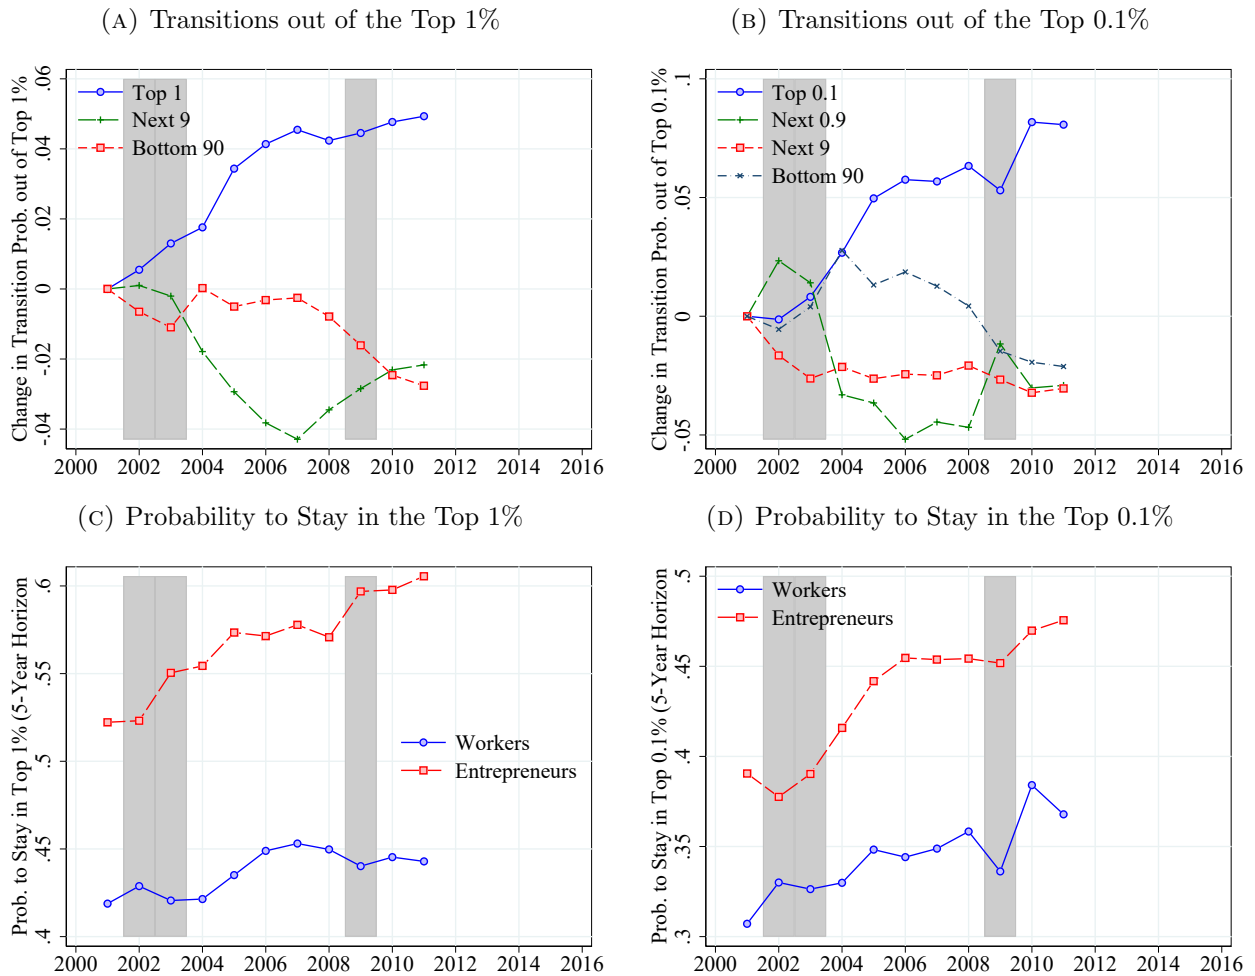 (A) Transitions out of the Top 1%
Change in Transition Prob. out of Top 1%
.06
.04
.02
0
-.02
-.04
Top 1
Next 9
Bottom 90
2000 2002 2004 2006 2008 2010 2012 2014 2016
(B) Transitions out of the Top 0.1%
Change in Transition Prob. out of Top 0.1%
.1
.05
0
-.05
Top 0.1
Next 0.9
Next 9
Bottom 90
2000 2002 2004 2006 2008 2010 2012 2014 2016
(C) Probability to Stay in the Top 1%
Prob. to Stay in Top 1% (5-Year Horizon
.6
.55
.5
.45
.4
Workers
Entrepreneurs
2000 2002 2004 2006 2008 2010 2012 2014 2016
(D) Probability to Stay in the Top 0.1%
Prob. to Stay in Top 0.1% (5-Year Horizon
.5
.45
.4
.35
.3
Workers
Entrepreneurs
2000 2002 2004 2006 2008 2010 2012 2014 2016